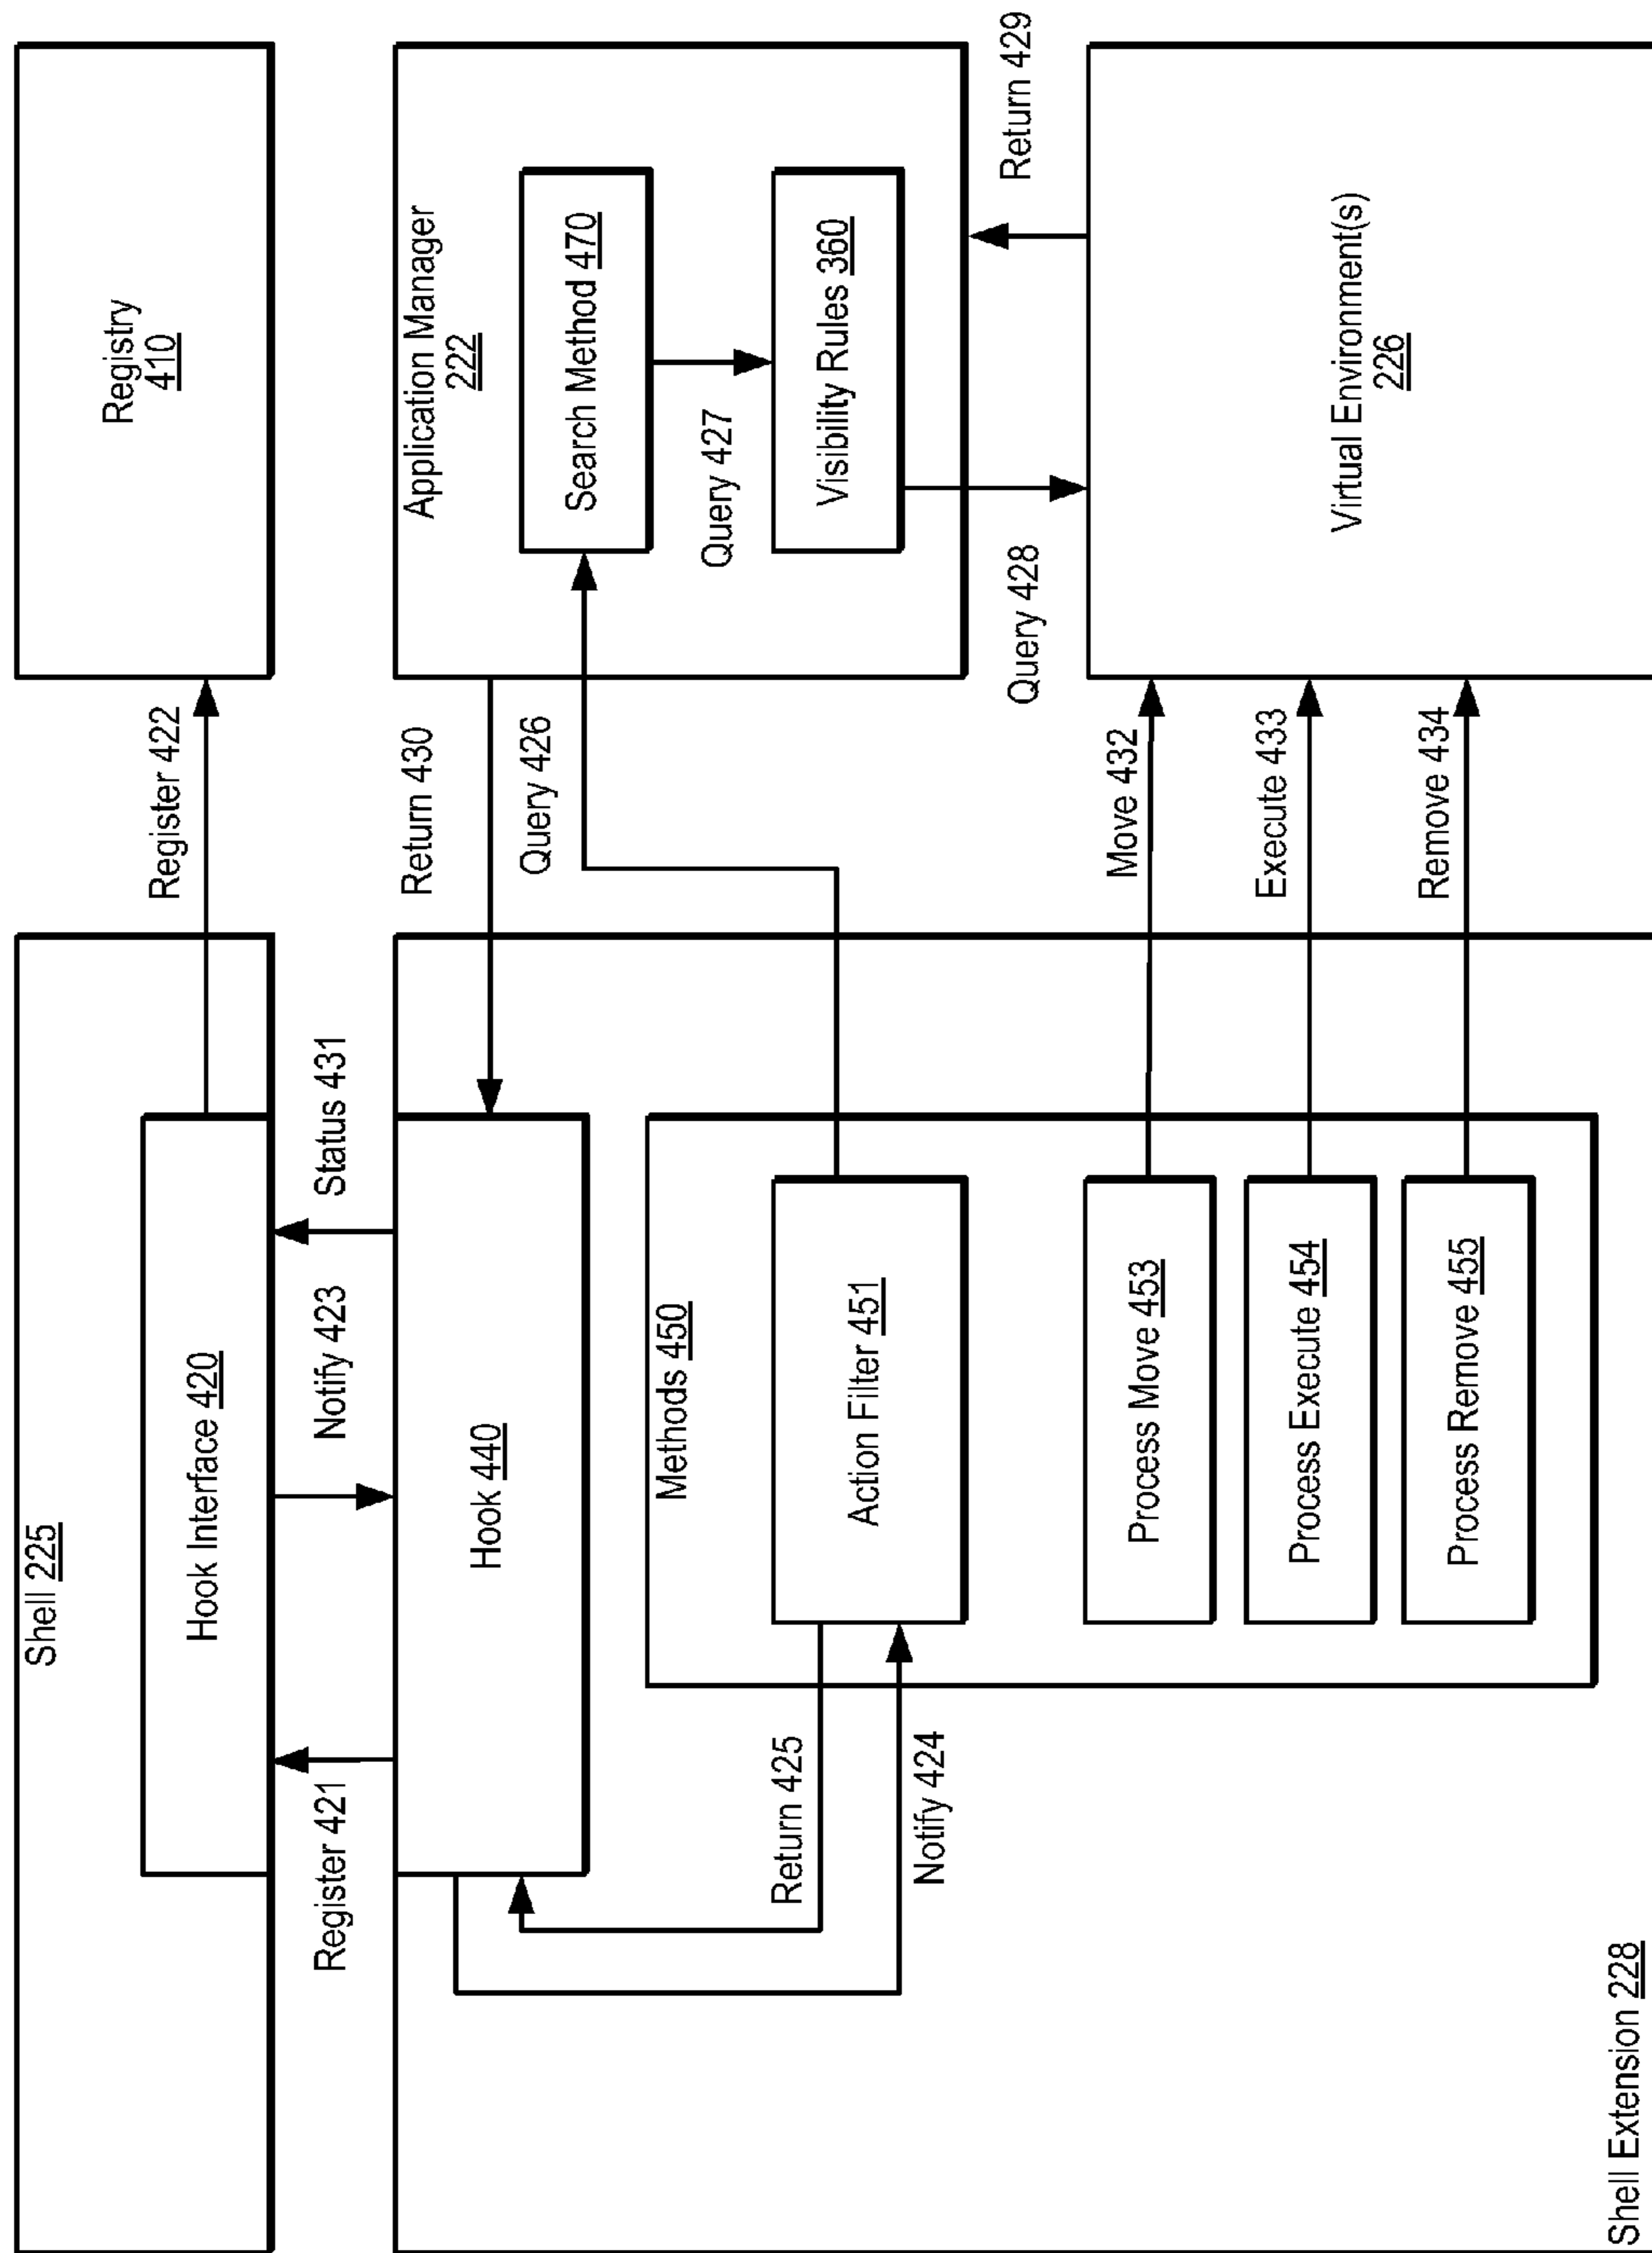 Shell 225
Hook Interface 420
Register 422
Registry
410
Register 421
Notify 423
Status 431
Hook 440
Return 430
Query 426
Application Manager
222
Search Method 470
Query 427
Visibility Rules 360
Methods 450
Action Filter 451
Return 425
Notify 424
Query 428
Return 429
Process Move 453
Process Execute 454
Process Remove 455
Move 432
Execute 433
Remove 434
Virtual Environment(s)
226
Shell Extension 228